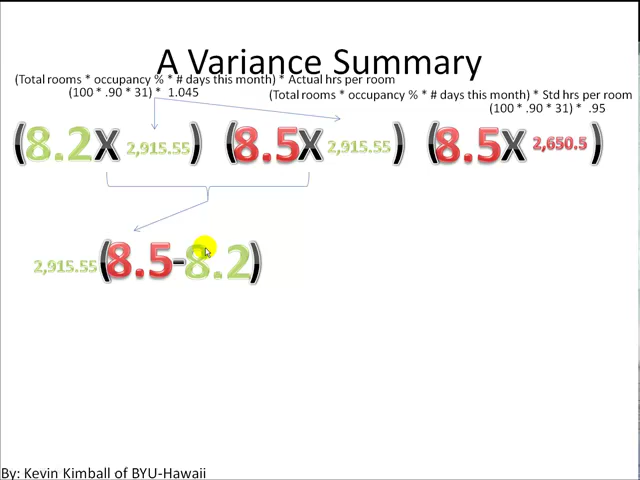 A Variance Summary
(Total rooms * occupancy % * # days this month) * Actual hrs per room
(100 * .90 * 31) * 1.045
(Total rooms * occupancy % * # days this month) * Std hrs per room
(100 * .90 * 31) * .95
(8.2X 2,915.55) (8.5X 2,915.55) (8.5X 2,650.5)
2,915.55(8.5-8.2)
By: Kevin Kimball of BYU-Hawaii